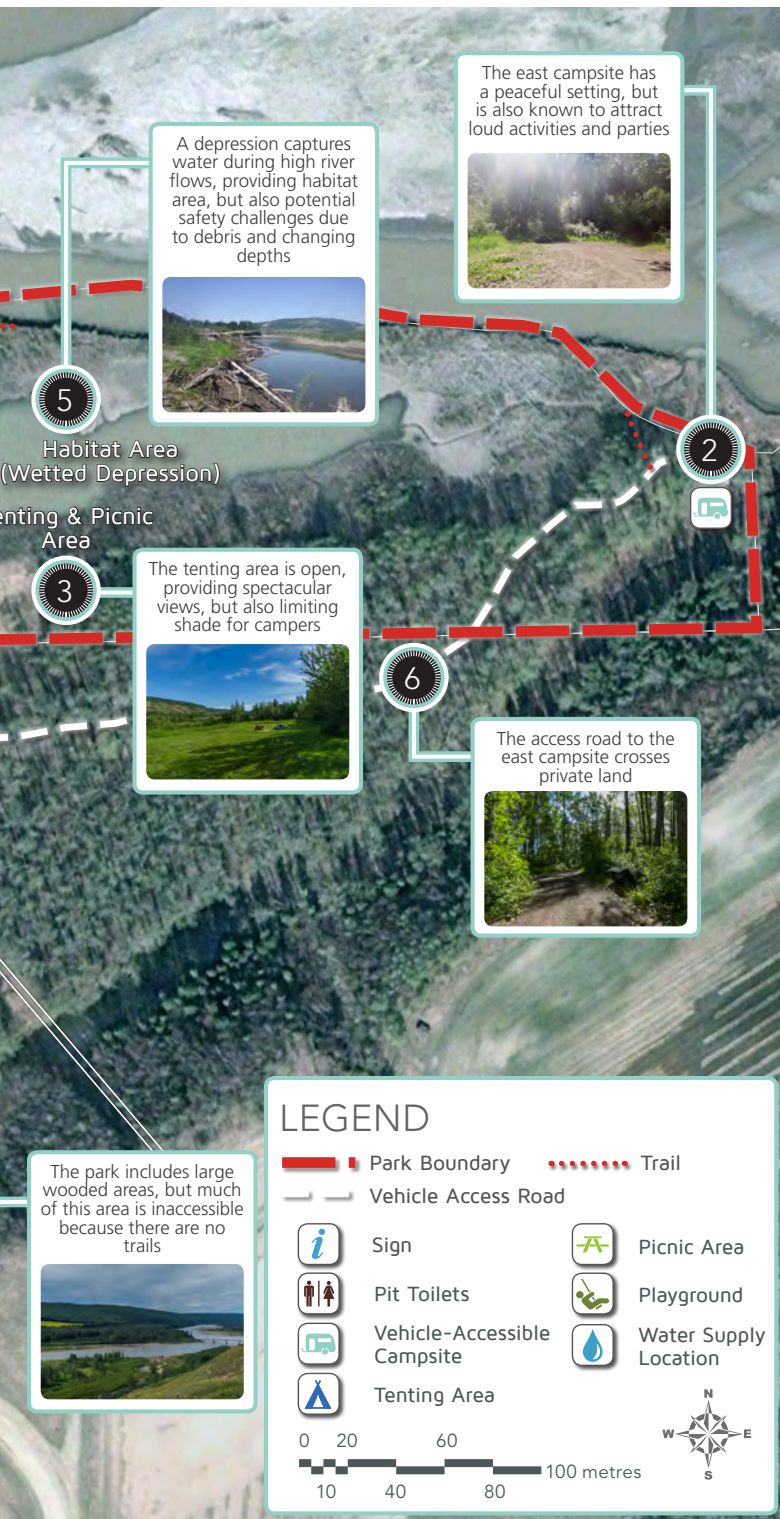 The east campsite has
a peaceful setting, but
is also known to attract
loud activities and parties
A depression captures
water during high river
flows, providing habitat
area, but also potential
safety challenges due
to debris and changing
depths
5
Habitat Area
(Wetted Depression)
2
enting & Picnic
Area
3
The tenting area is open,
providing spectacular
views, but also limiting
shade for campers
6
The access road to the
east campsite crosses
private land
The park includes large
wooded areas, but much
of this area is inaccessible
because there are no
trails
LEGEND
Park Boundary
Trail
Vehicle Access Road
i
Sign
Picnic Area
Pit Toilets
Playground
Vehicle-Accessible
Campsite
Water Supply
Location
Tenting Area
N
W E
S
0 20 60
100 metres
10 40 80